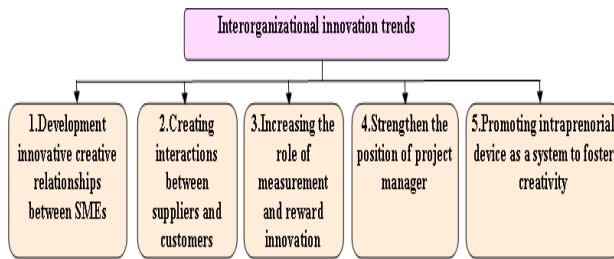 Interorganizational innovation trends
1.Development
innovative creative
relationships
between SMEs
2.Creating
interactions
between
suppliers and
customers
3.Increasing the
role of
measurement
and reward
innovation
4.Strengthen the
position of project
manager
5.Promoting intraprenorial
device as a system to foster
creativity